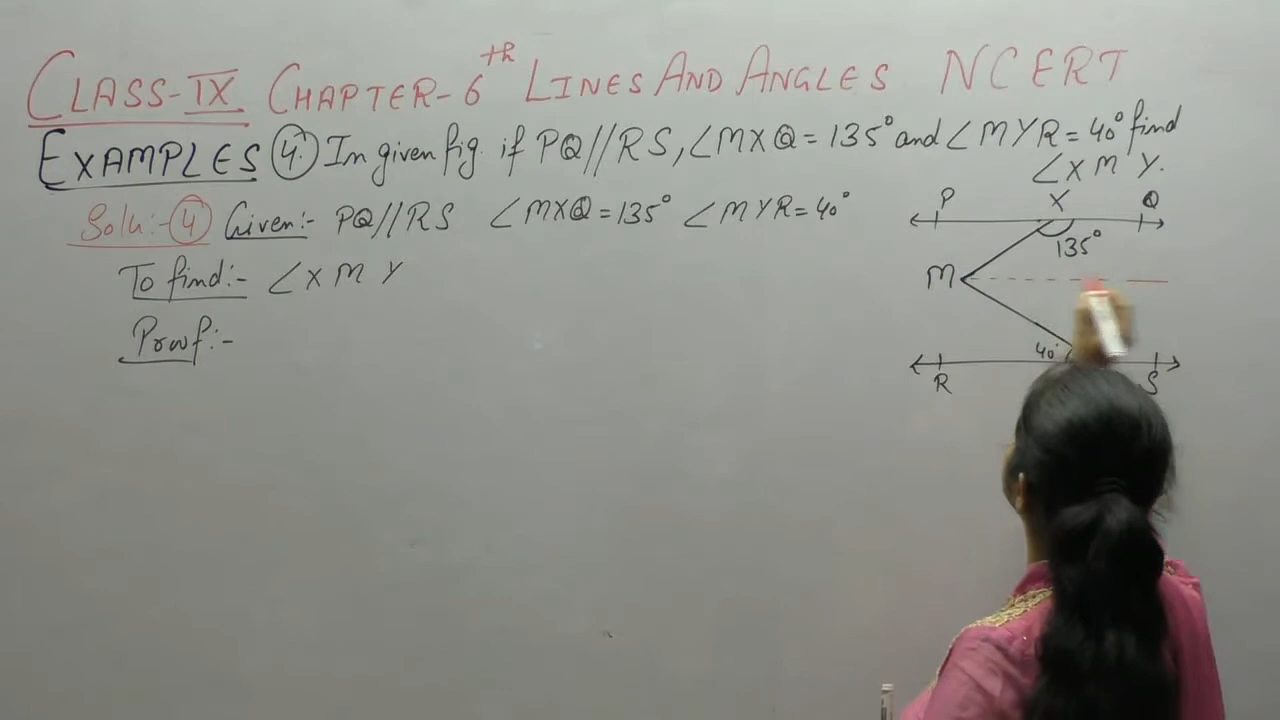 CLASS-IX CHAPTER-6th LINES AND ANGLES NCERT
EXAMPLES 4. In given fig. if PQ//RS, ∠MXQ = 135° and ∠MYR = 40° find
∠XMY.
Soln:- 4 Given:- PQ//RS ∠MXQ = 135° ∠MYR = 40°
To find:- ∠XMY
Proof:-
P X Q
135°
M
40°
R S